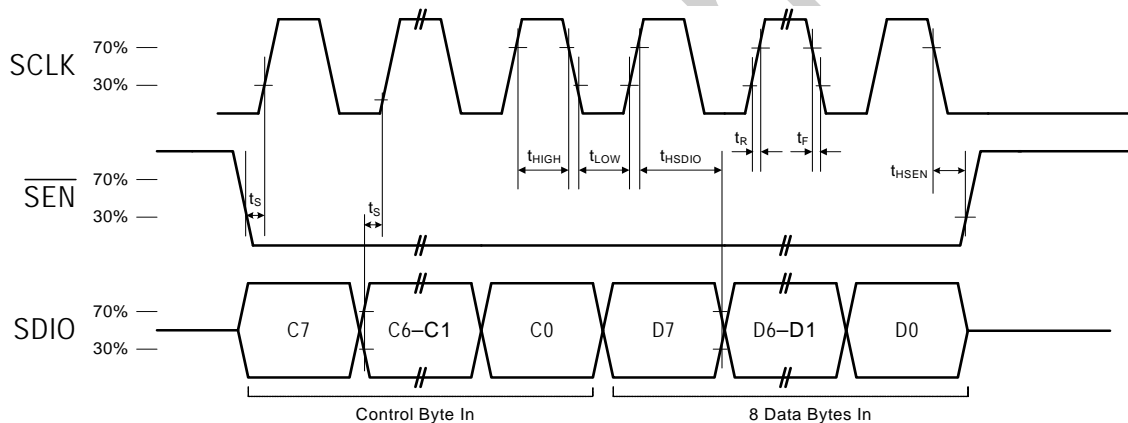 SCLK
70%
30%
tHIGH
tLOW
tHSDIO
tR
tF
tHSEN
SEN
70%
30%
tS
tS
SDIO
70%
30%
C7
C6–C1
C0
D7
D6–D1
D0
Control Byte In
8 Data Bytes In